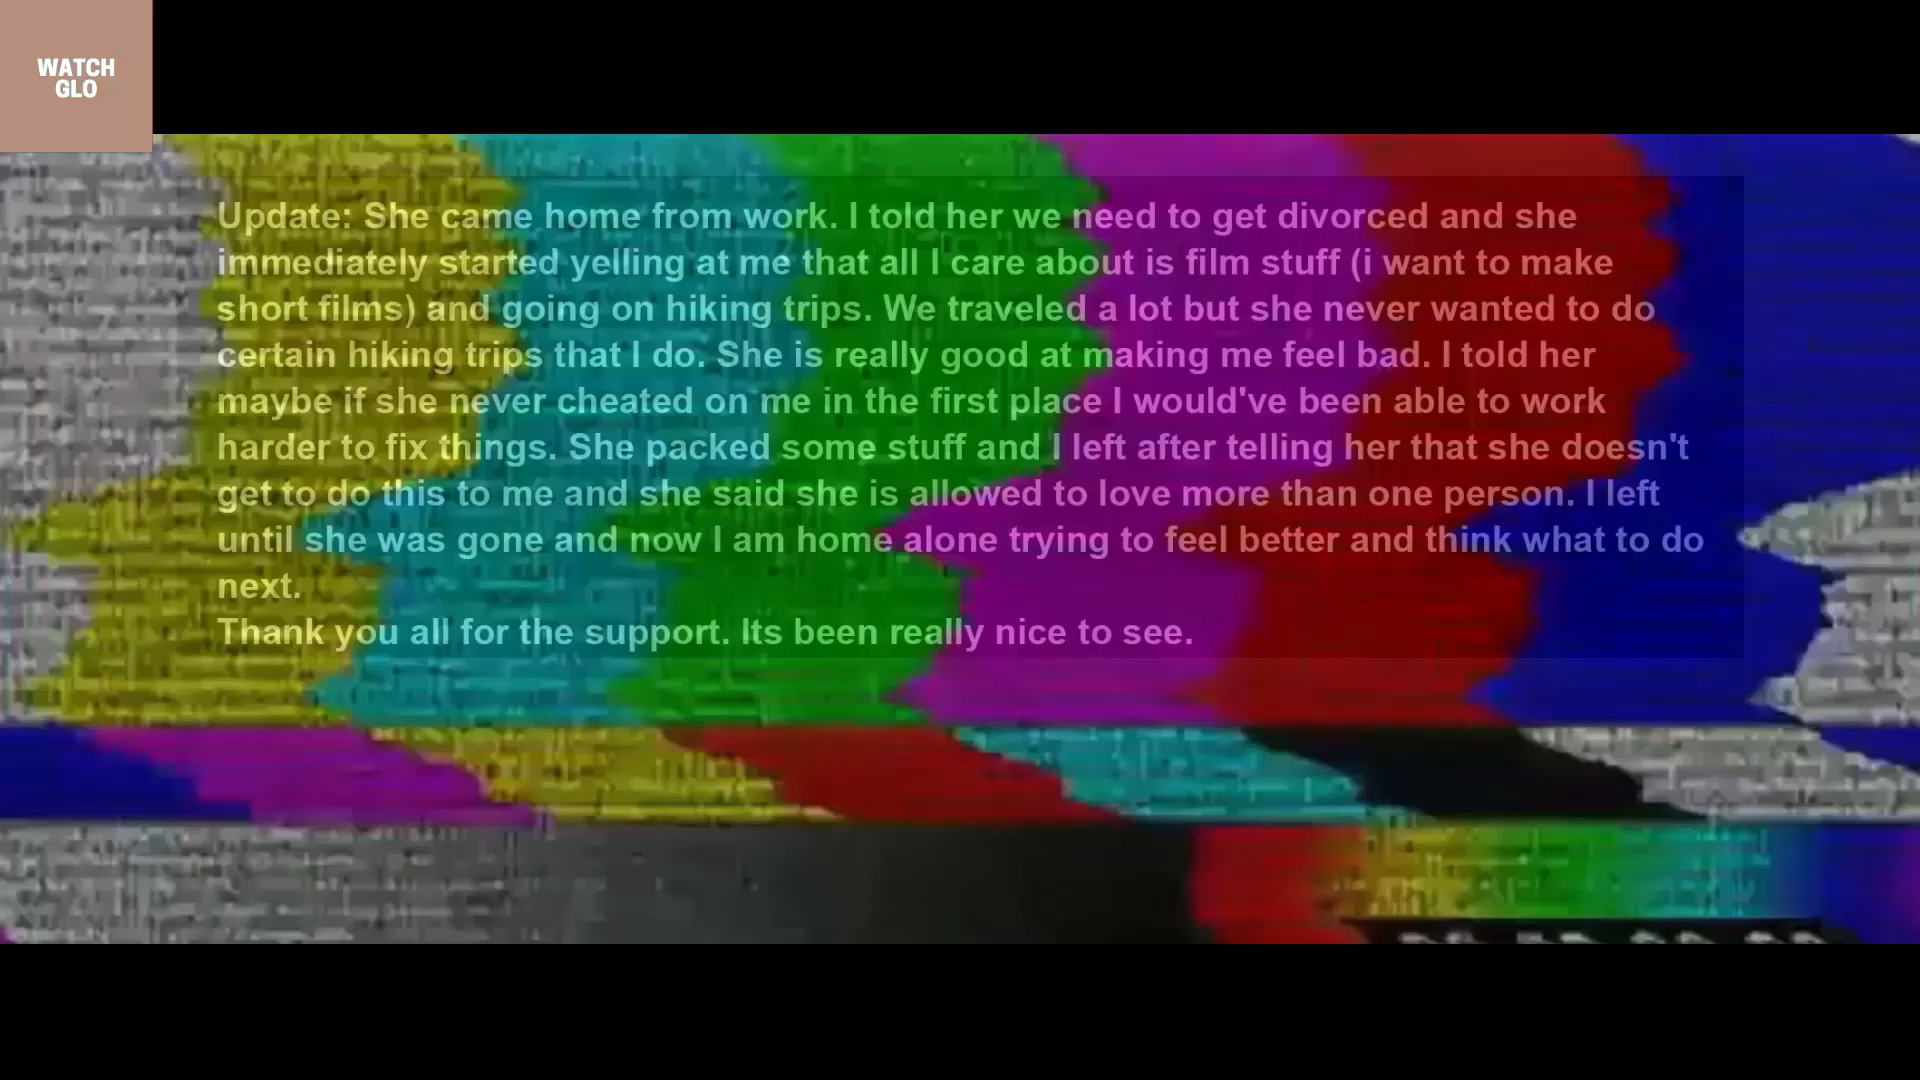 WATCH
GLO
Update: She came home from work. I told her we need to get divorced and she
immediately started yelling at me that all I care about is film stuff (i want to make
short films) and going on hiking trips. We traveled a lot but she never wanted to do
certain hiking trips that I do. She is really good at making me feel bad. I told her
maybe if she never cheated on me in the first place I would've been able to work
harder to fix things. She packed some stuff and I left after telling her that she doesn't
get to do this to me and she said she is allowed to love more than one person. I left
until she was gone and now I am home alone trying to feel better and think what to do
next.
Thank you all for the support. Its been really nice to see.